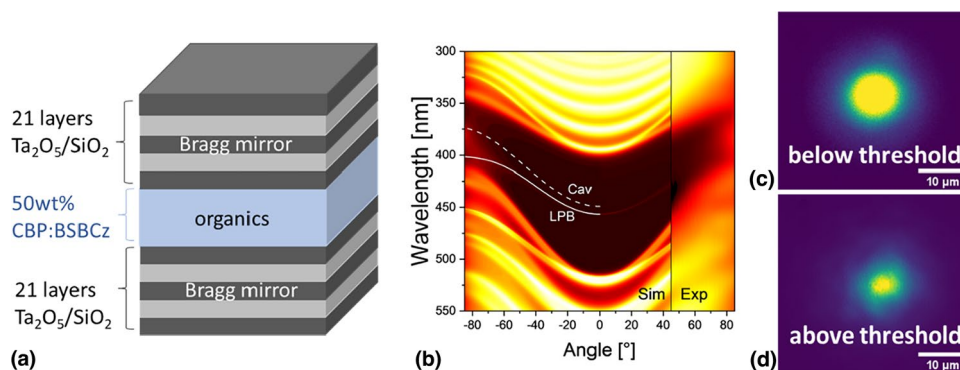 21 layers
Ta₂O₅/SiO₂
Bragg mirror
50wt%
CBP:BSBCz
organics
21 layers
Ta₂O₅/SiO₂
Bragg mirror
(a)
Wavelength [nm]
300
350
400
450
500
550
Cav
LPB
Sim
Exp
-80 -60 -40 -20 0 20 40 60 80
Angle [°]
(b)
below threshold
10 µm
(c)
above threshold
10 µm
(d)